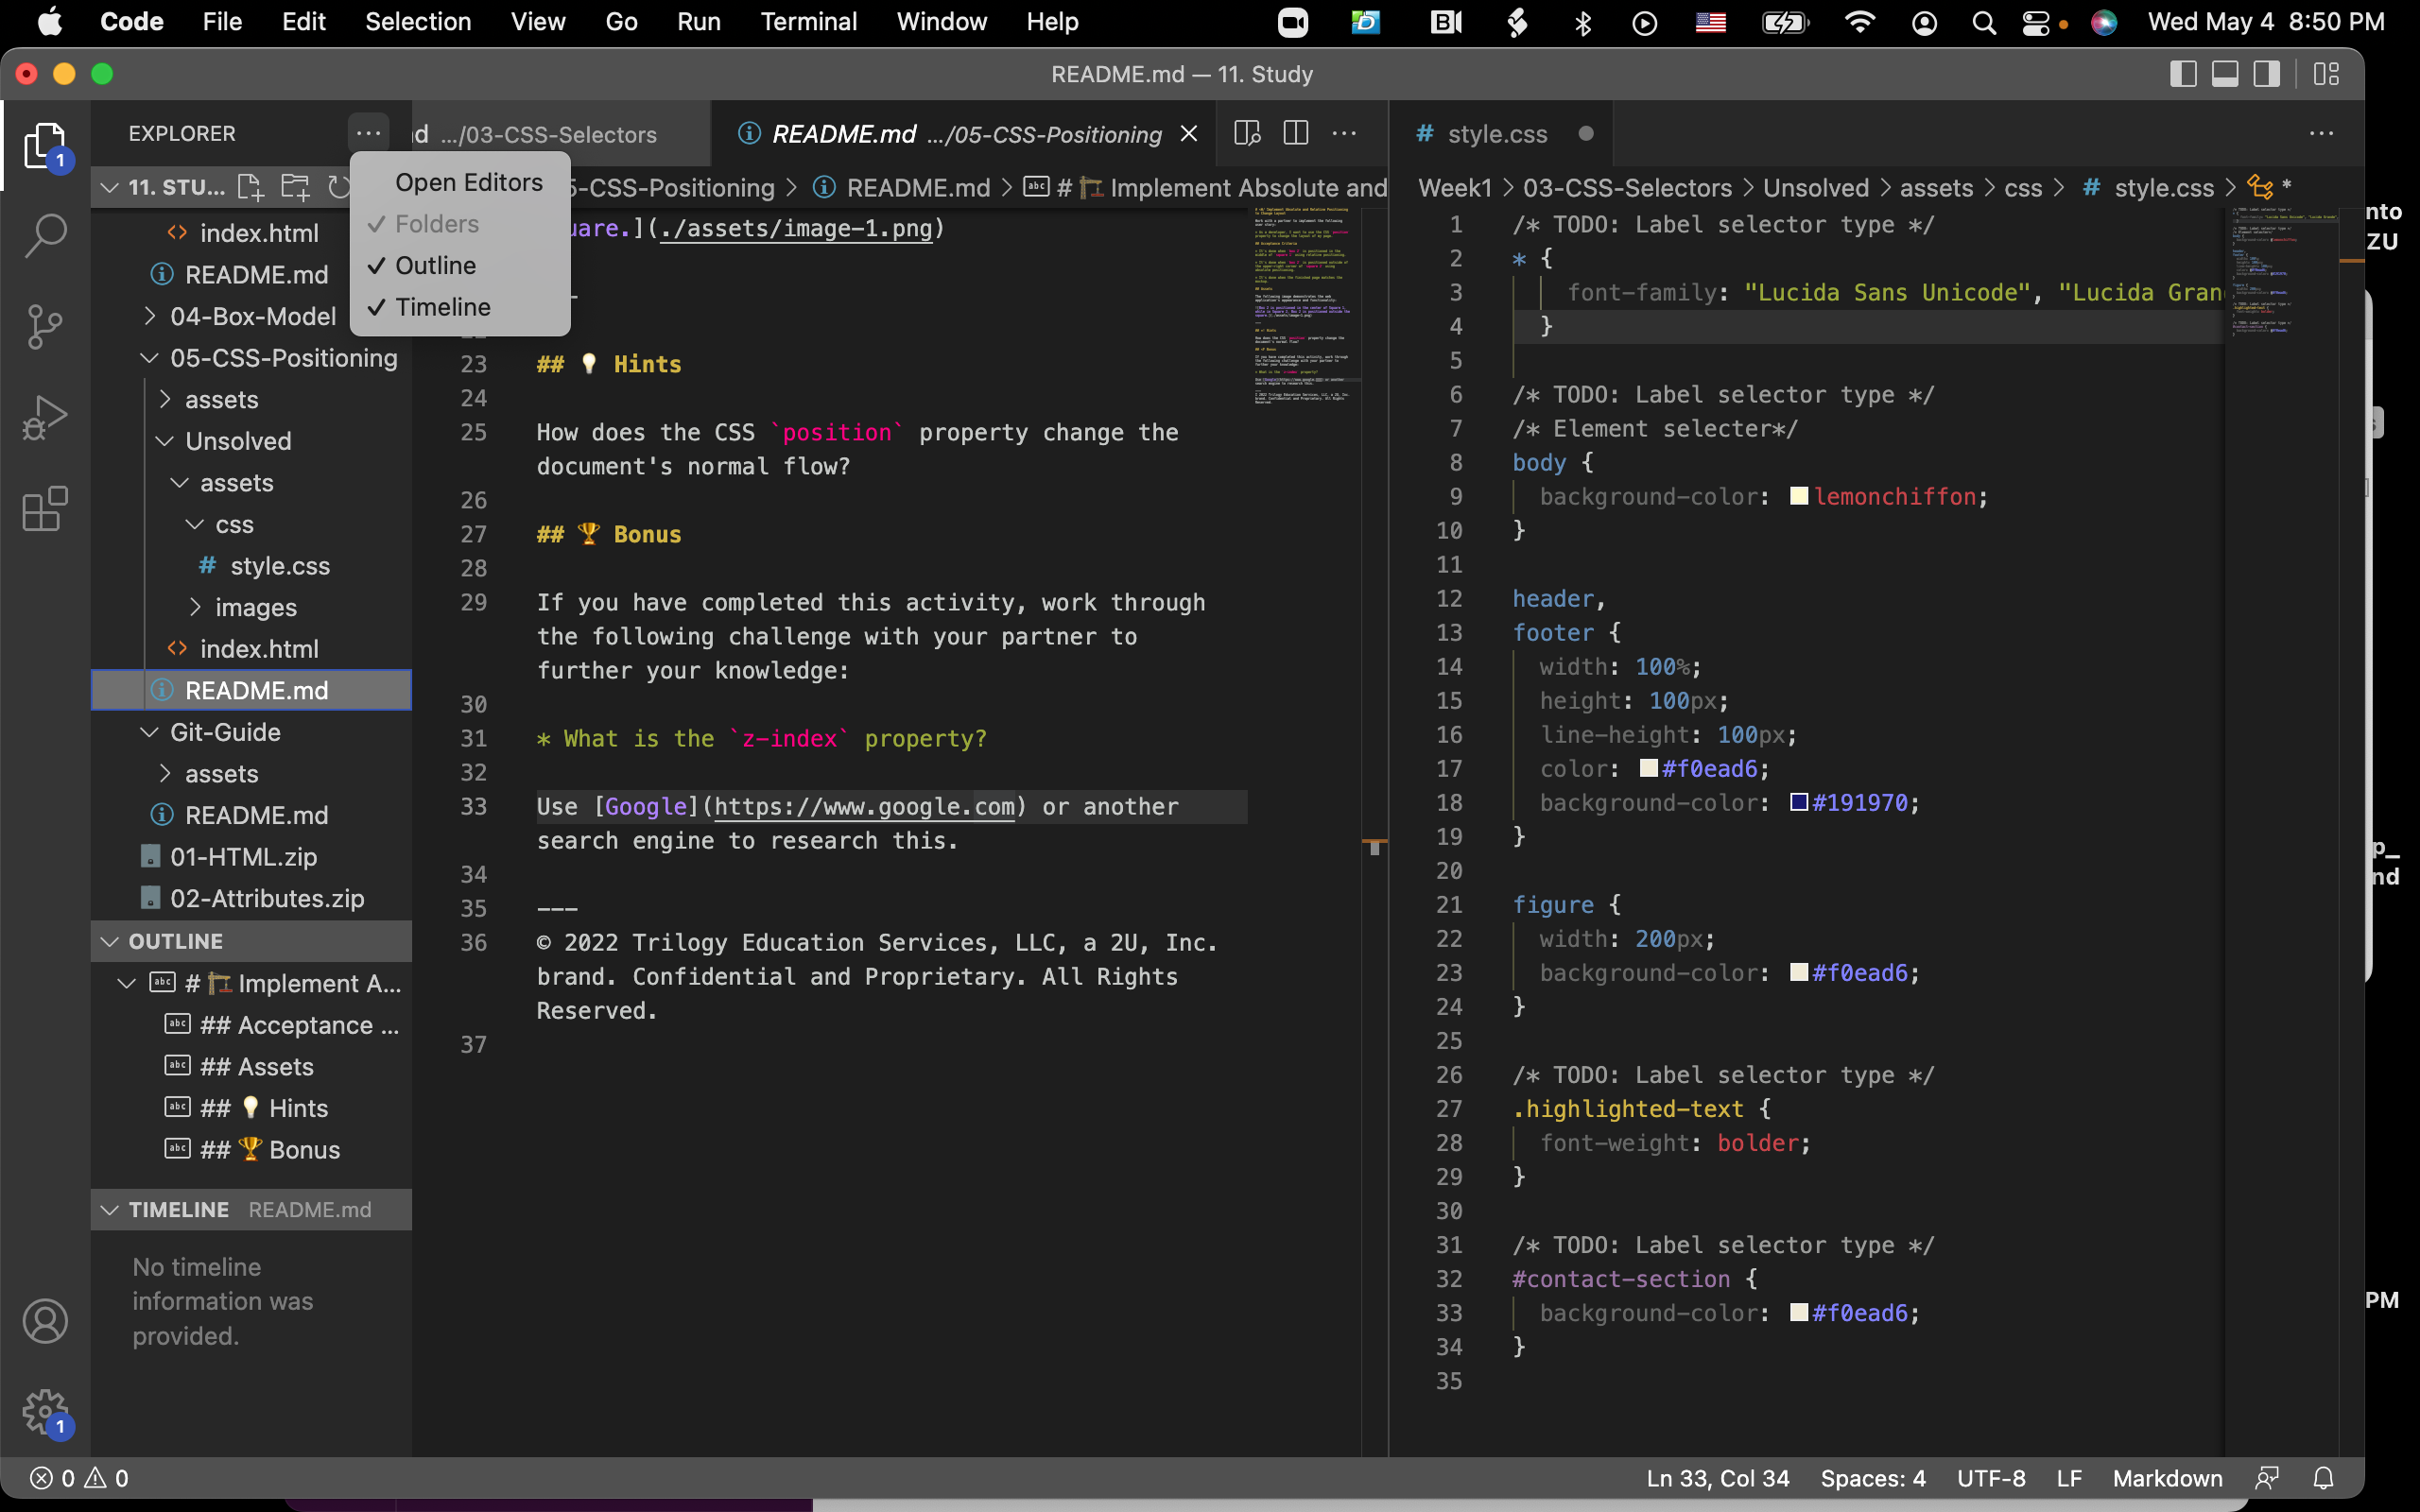 Code File Edit Selection View Go Run Terminal Window Help Wed May 4 8:50 PM
README.md — 11. Study
EXPLORER
11. STU...
index.html
README.md
04-Box-Model
05-CSS-Positioning
assets
Unsolved
assets
css
# style.css
images
index.html
README.md
Git-Guide
assets
README.md
01-HTML.zip
02-Attributes.zip
OUTLINE
# 🏗️ Implement A...
## Acceptance ...
## Assets
## 💡 Hints
## 🏆 Bonus
TIMELINE README.md
No timeline
information was
provided.
Open Editors
✓ Folders
✓ Outline
✓ Timeline
.../03-CSS-Selectors
README.md .../05-CSS-Positioning
5-CSS-Positioning > README.md > # 🏗️ Implement Absolute and
uare.](./assets/image-1.png)
23 ## 💡 Hints
24
25 How does the CSS `position` property change the
document's normal flow?
26
27 ## 🏆 Bonus
28
29 If you have completed this activity, work through
the following challenge with your partner to
further your knowledge:
30
31 * What is the `z-index` property?
32
33 Use [Google](https://www.google.com) or another
search engine to research this.
34
35 ---
36 © 2022 Trilogy Education Services, LLC, a 2U, Inc.
brand. Confidential and Proprietary. All Rights
Reserved.
37
# style.css
Week1 > 03-CSS-Selectors > Unsolved > assets > css > # style.css > *
1 /* TODO: Label selector type */
2 * {
3 font-family: "Lucida Sans Unicode", "Lucida Gran
4 }
5
6 /* TODO: Label selector type */
7 /* Element selecter*/
8 body {
9 background-color: lemonchiffon;
10 }
11
12 header,
13 footer {
14 width: 100%;
15 height: 100px;
16 line-height: 100px;
17 color: #f0ead6;
18 background-color: #191970;
19 }
20
21 figure {
22 width: 200px;
23 background-color: #f0ead6;
24 }
25
26 /* TODO: Label selector type */
27 .highlighted-text {
28 font-weight: bolder;
29 }
30
31 /* TODO: Label selector type */
32 #contact-section {
33 background-color: #f0ead6;
34 }
35
nto
ZU
p_
nd
PM
0 0
Ln 33, Col 34 Spaces: 4 UTF-8 LF Markdown